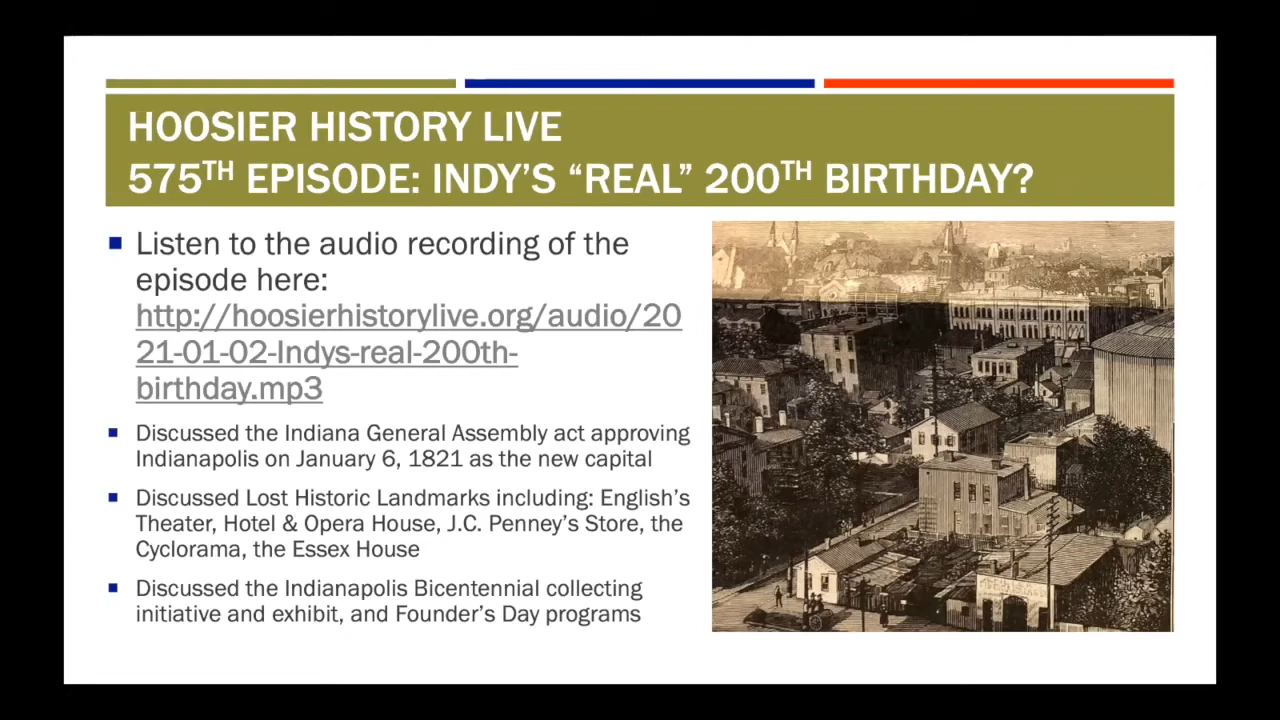 HOOSIER HISTORY LIVE
575TH EPISODE: INDY'S “REAL” 200TH BIRTHDAY?
Listen to the audio recording of the
episode here:
http://hoosierhistorylive.org/audio/20
21-01-02-Indys-real-200th-
birthday.mp3
Discussed the Indiana General Assembly act approving
Indianapolis on January 6, 1821 as the new capital
Discussed Lost Historic Landmarks including: English's
Theater, Hotel & Opera House, J.C. Penney's Store, the
Cyclorama, the Essex House
Discussed the Indianapolis Bicentennial collecting
initiative and exhibit, and Founder's Day programs